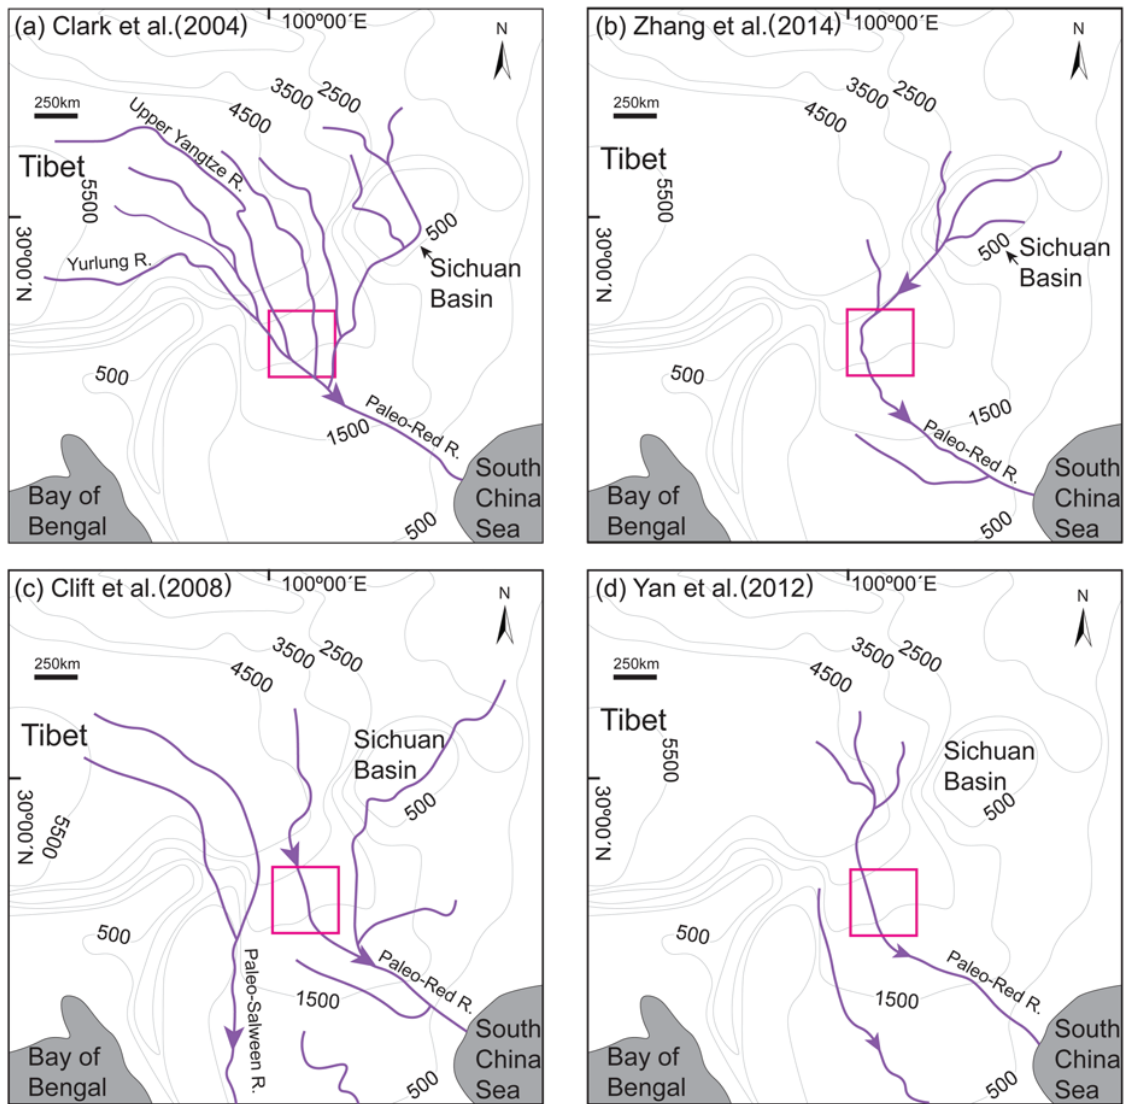 (a) Clark et al.(2004)
100º00´E
N
250km
3500
2500
4500
Upper Yangtze R.
Tibet
5500
30º00´N
Yurlung R.
500
Sichuan
Basin
500
1500
Paleo-Red R.
Bay of
Bengal
South
China
Sea
500
(b) Zhang et al.(2014)
100º00´E
N
250km
3500
2500
4500
Tibet
5500
30º00´N
500
Sichuan
Basin
500
1500
Paleo-Red R.
Bay of
Bengal
South
China
Sea
500
(c) Clift et al.(2008)
100º00´E
N
250km
3500
2500
4500
Tibet
Sichuan
Basin
30º00´N
5500
500
500
Paleo-Salween R.
Paleo-Red R.
1500
Bay of
Bengal
South
China
Sea
500
(d) Yan et al.(2012)
100º00´E
N
250km
3500
2500
4500
Tibet
5500
Sichuan
Basin
30º00´N
500
500
Paleo-Red R.
1500
Bay of
Bengal
South
China
Sea
500